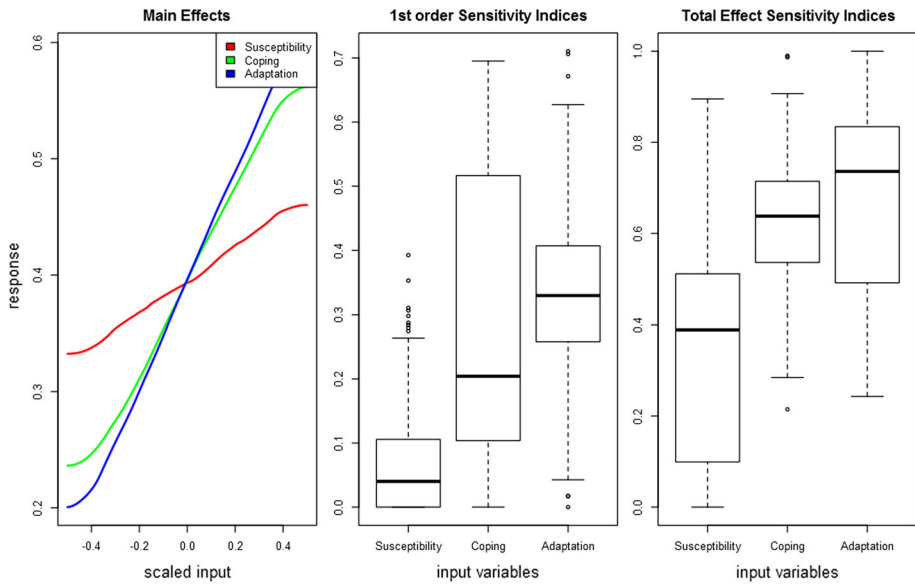 Main Effects
1st order Sensitivity Indices
Total Effect Sensitivity Indices
Susceptibility
Coping
Adaptation
response
0.6
0.5
0.4
0.3
0.2
-0.4 -0.2 0.0 0.2 0.4
scaled input
0.7
0.6
0.5
0.4
0.3
0.2
0.1
0.0
Susceptibility Coping Adaptation
input variables
1.0
0.8
0.6
0.4
0.2
0.0
Susceptibility Coping Adaptation
input variables